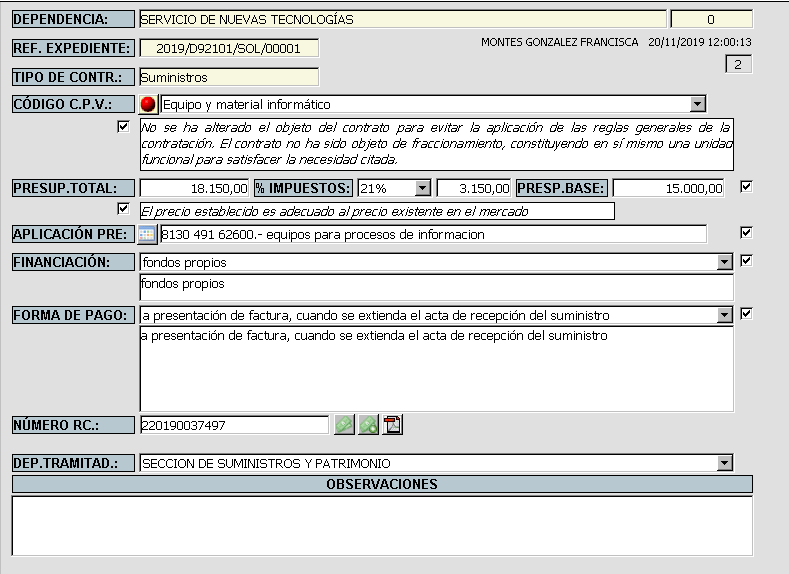 DEPENDENCIA: SERVICIO DE NUEVAS TECNOLOGÍAS 0
REF. EXPEDIENTE: 2019/D92101/SOL/00001 MONTES GONZALEZ FRANCISCA 20/11/2019 12:00:13
2
TIPO DE CONTR.: Suministros
CÓDIGO C.P.V.: Equipo y material informático
No se ha alterado el objeto del contrato para evitar la aplicación de las reglas generales de la
contratación. El contrato no ha sido objeto de fraccionamiento, constituyendo en sí mismo una unidad
funcional para satisfacer la necesidad citada.
PRESUP.TOTAL: 18.150,00 % IMPUESTOS: 21% 3.150,00 PRESP.BASE: 15.000,00
El precio establecido es adecuado al precio existente en el mercado
APLICACIÓN PRE: 8130 491 62600.- equipos para procesos de informacion
FINANCIACIÓN: fondos propios
fondos propios
FORMA DE PAGO: a presentación de factura, cuando se extienda el acta de recepción del suministro
a presentación de factura, cuando se extienda el acta de recepción del suministro
NÚMERO RC.: 220190037497
DEP.TRAMITAD.: SECCION DE SUMINISTROS Y PATRIMONIO
OBSERVACIONES